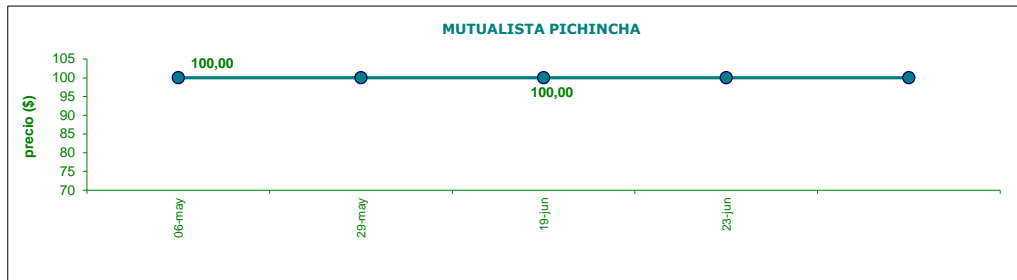 MUTUALISTA PICHINCHA
precio ($)
105
100
95
90
85
80
75
70
100,00
100,00
06-may
29-may
19-jun
23-jun